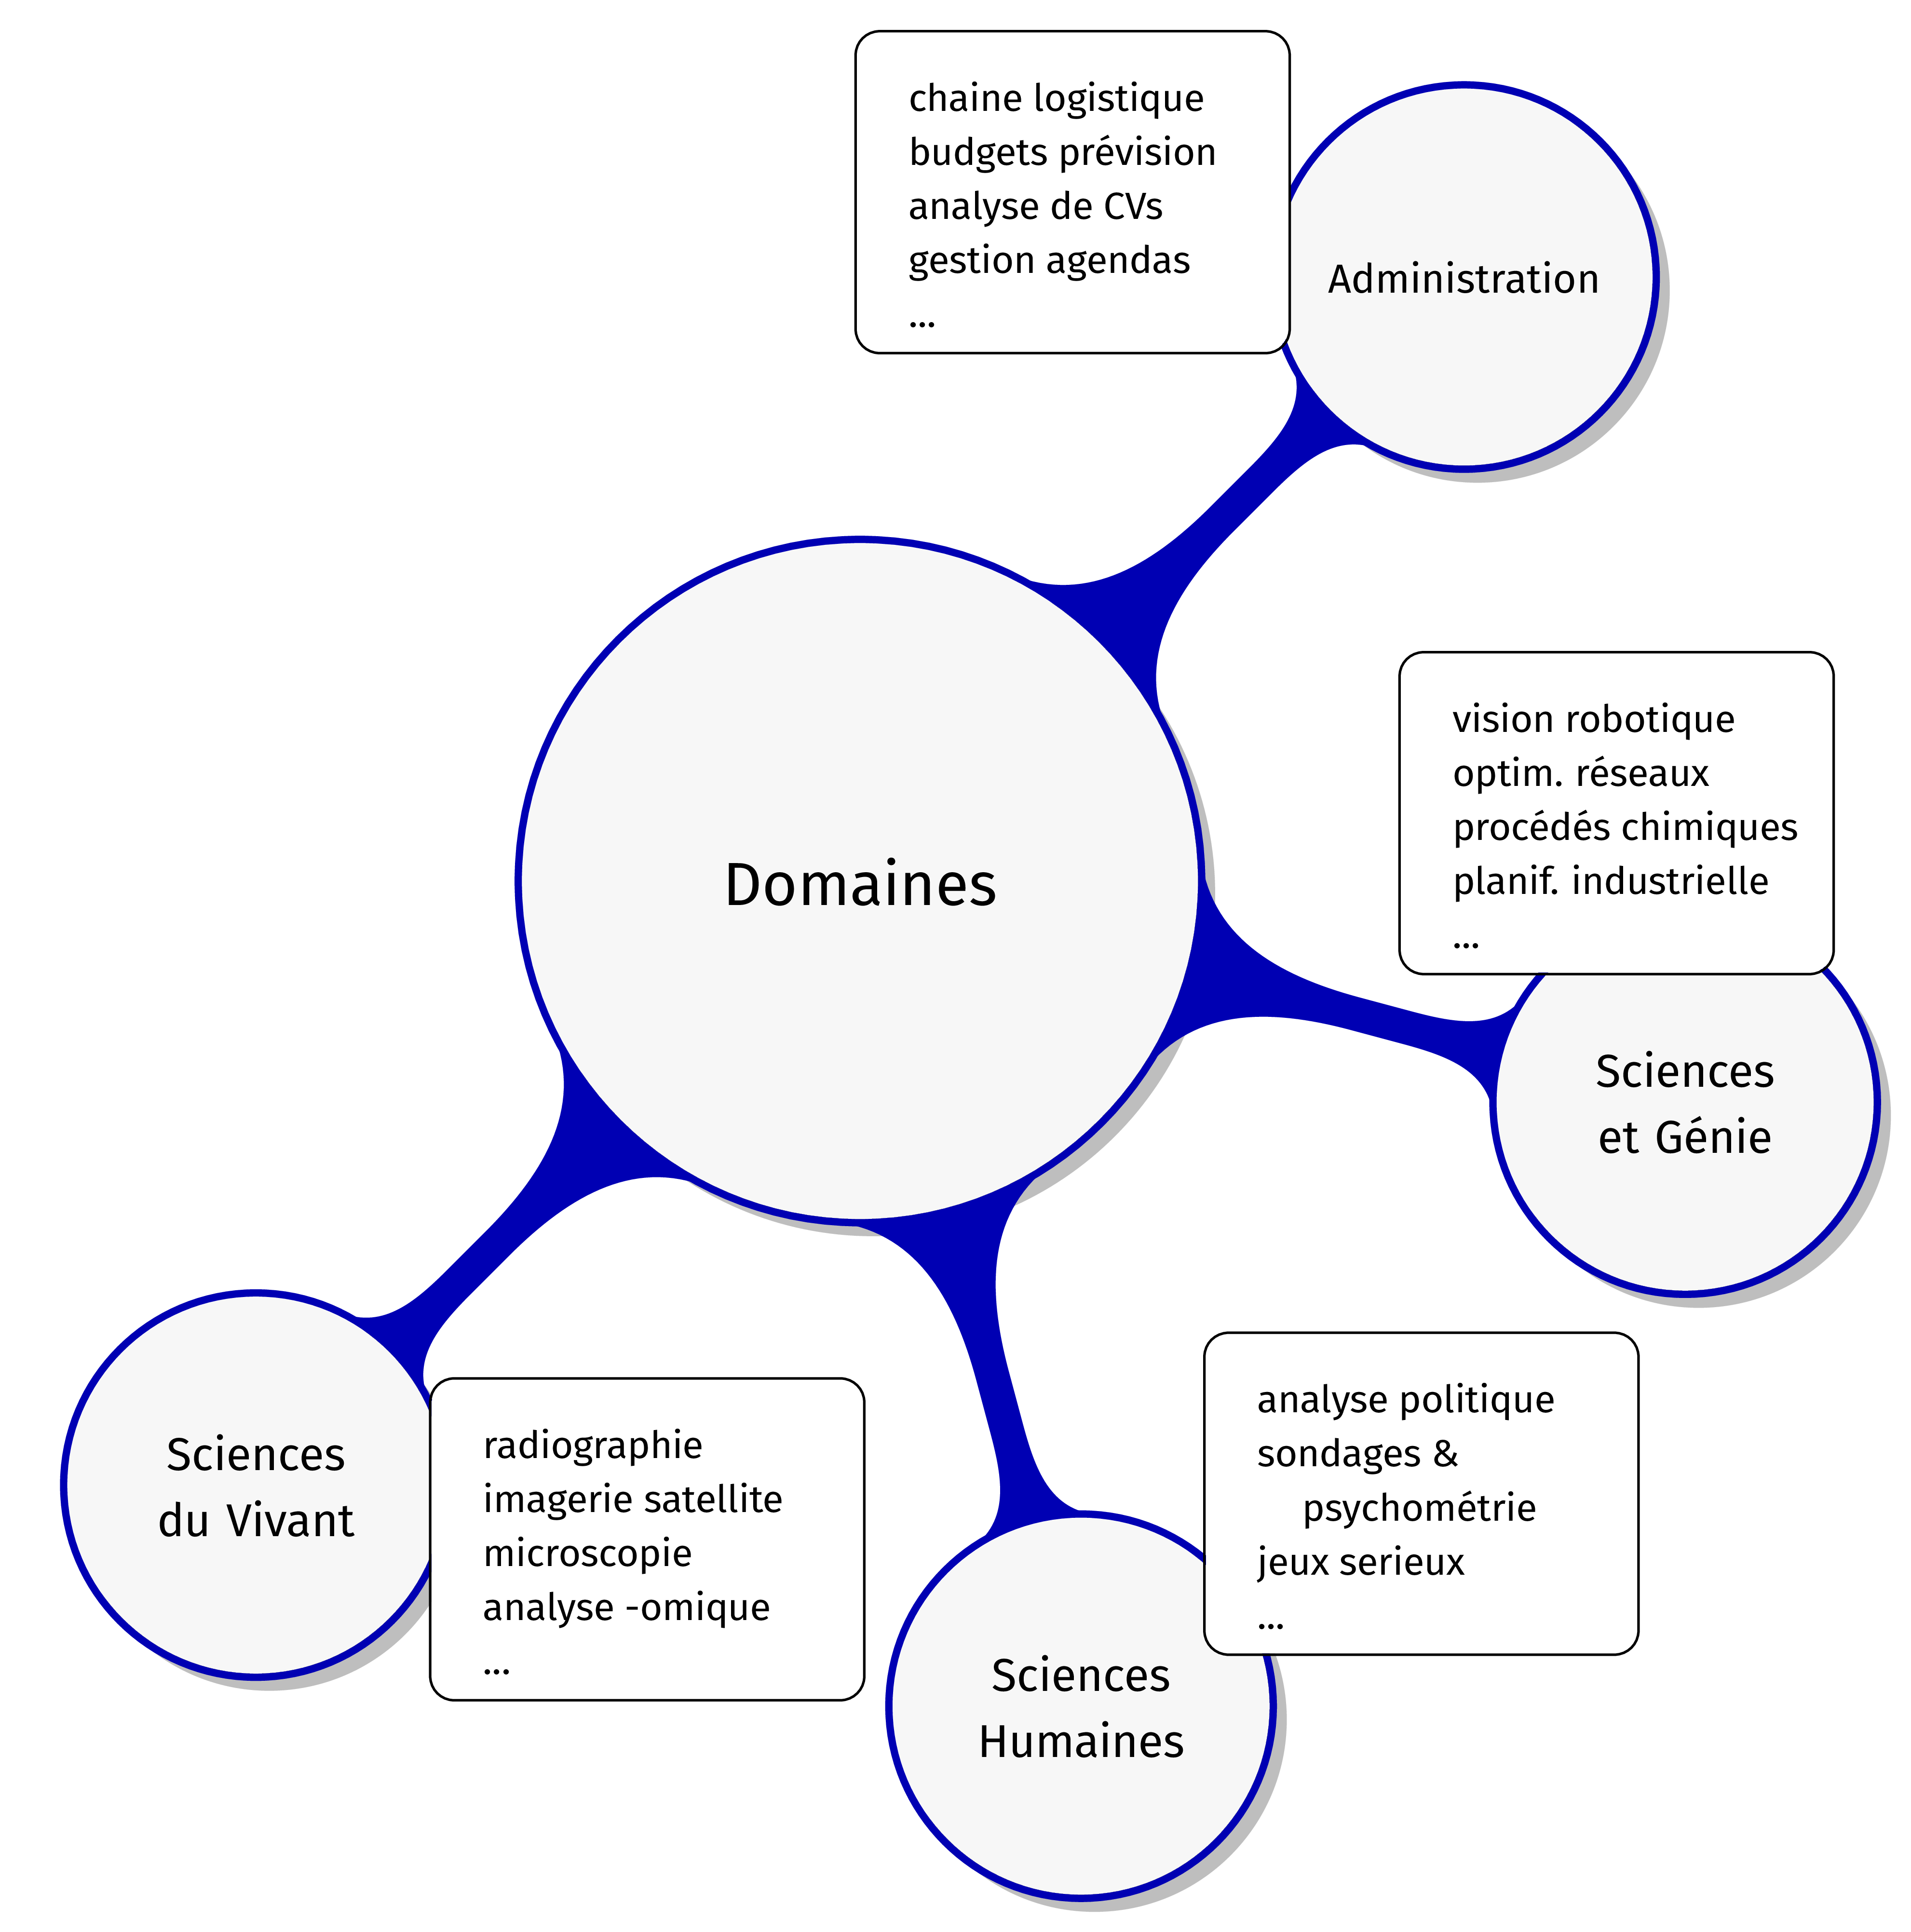 chaine logistique
budgets prévision
analyse de CVs
gestion agendas
...
Administration
vision robotique
optim. réseaux
procédés chimiques
planif. industrielle
...
Domaines
Sciences
et Génie
analyse politique
sondages &
psychométrie
jeux serieux
...
Sciences
du Vivant
radiographie
imagerie satellite
microscopie
analyse -omique
...
Sciences
Humaines